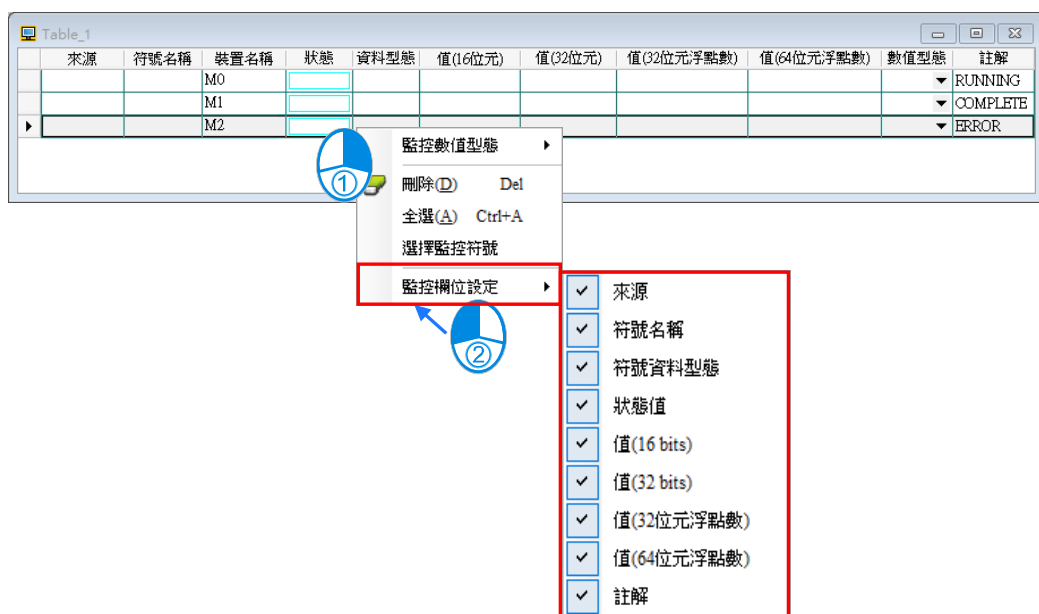 Table_1
來源 符號名稱 裝置名稱 狀態 資料型態 值(16位元) 值(32位元) 值(32位元浮點數) 值(64位元浮點數) 數值型態 註解
M0 RUNNING
M1 COMPLETE
M2 ERROR
監控數值型態
①
刪除(D) Del
全選(A) Ctrl+A
選擇監控符號
監控欄位設定
②
來源
符號名稱
符號資料型態
狀態值
值(16 bits)
值(32 bits)
值(32位元浮點數)
值(64位元浮點數)
註解